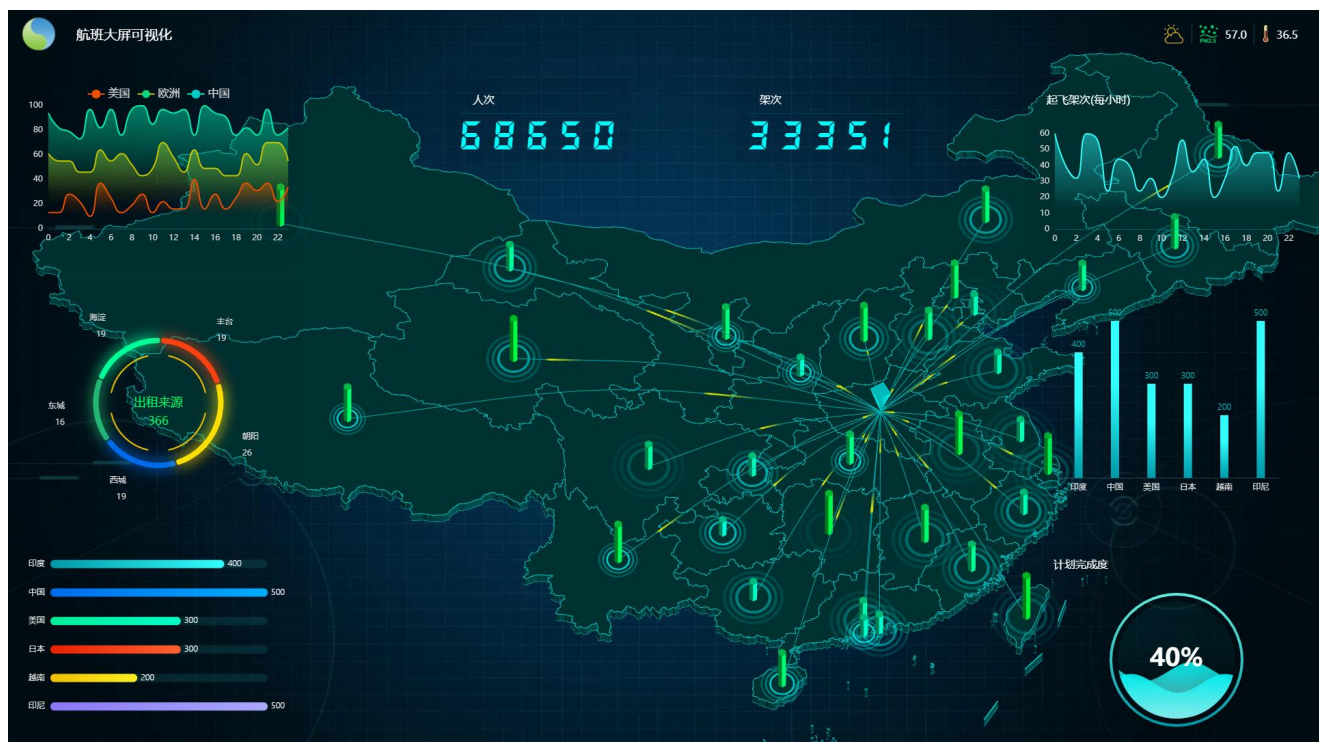 航班大屏可视化
PM2.5 57.0 36.5
美国 欧洲 中国
100
80
60
40
20
0
0 2 4 6 8 10 12 14 16 18 20 22
人次
68650
架次
33351
起飞架次(每小时)
60
50
40
30
20
10
0
0 2 4 6 8 10 12 14 16 18 20 22
海淀
19
丰台
19
东城
16
出租来源
366
朝阳
26
西城
19
400
500
300
300
200
500
印度 中国 美国 日本 越南 印尼
印度 400
中国 500
美国 300
日本 300
越南 200
印尼 500
计划完成度
40%